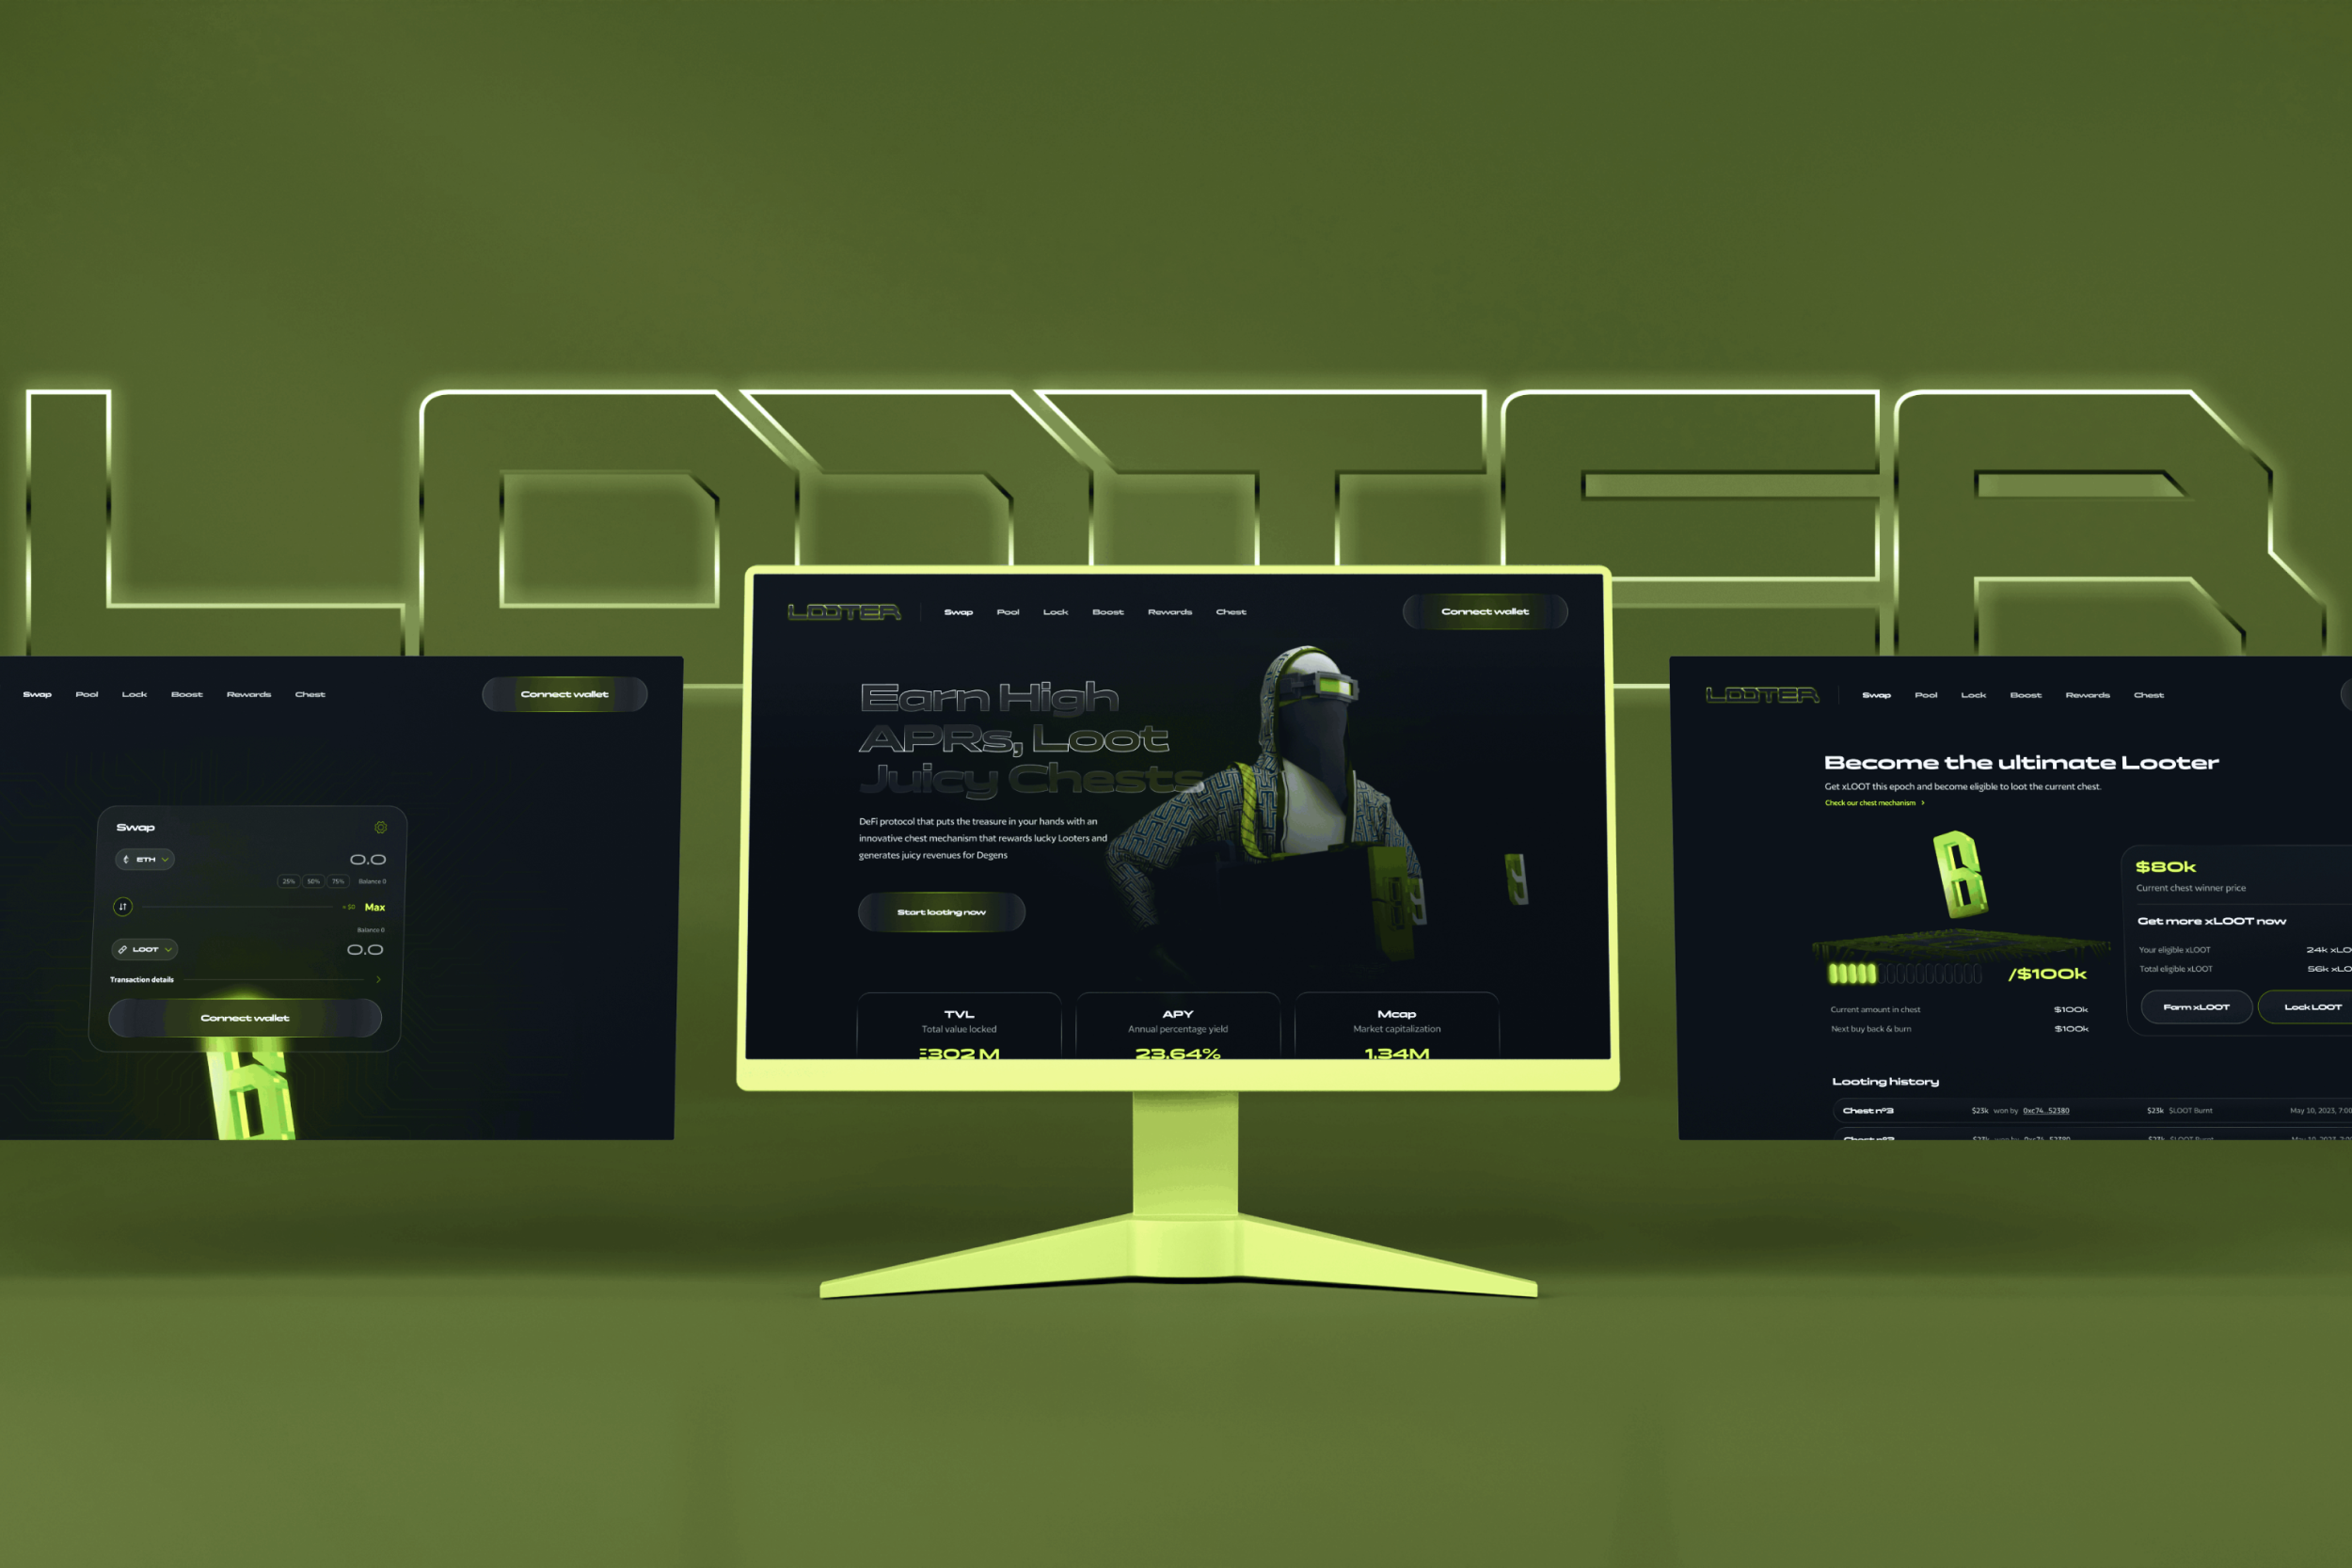 LOOTER
Swap Pool Lock Boost Rewards Chest
Connect wallet
Swap
ETH
0.0
25% 50% 75% Balance 0
≈ $0 Max
Balance 0
LOOT
0.0
Transaction details
Connect wallet
LOOTER
Swap Pool Lock Boost Rewards Chest
Connect wallet
Earn High
APRs, Loot
Juicy Chests
DeFi protocol that puts the treasure in your hands with an
innovative chest mechanism that rewards lucky Looters and
generates juicy revenues for Degens
Start looting now
TVL
Total value locked
302 M
APY
Annual percentage yield
23.64%
Mcap
Market capitalization
1.34M
LOOTER
Swap Pool Lock Boost Rewards Chest
Become the ultimate Looter
Get xLOOT this epoch and become eligible to loot the current chest.
Check our chest mechanism
/$100k
Current amount in chest $100k
Next buy back & burn $100k
$80k
Current chest winner price
Get more xLOOT now
Your eligible xLOOT 24k xLO
Total eligible xLOOT 56k xLO
Farm xLOOT
Lock LOOT
Looting history
Chest nº3 $23k won by 0xc74...52380 $23k $LOOT Burnt May 10, 2023, 7:00